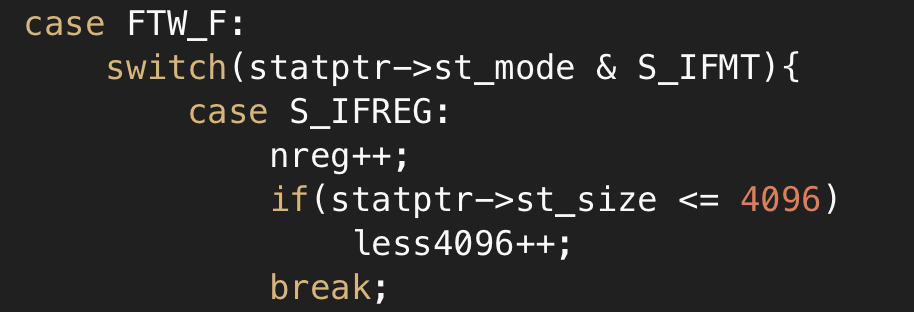 case FTW_F:
switch(statptr->st_mode & S_IFMT){
case S_IFREG:
nreg++;
if(statptr->st_size <= 4096)
less4096++;
break;